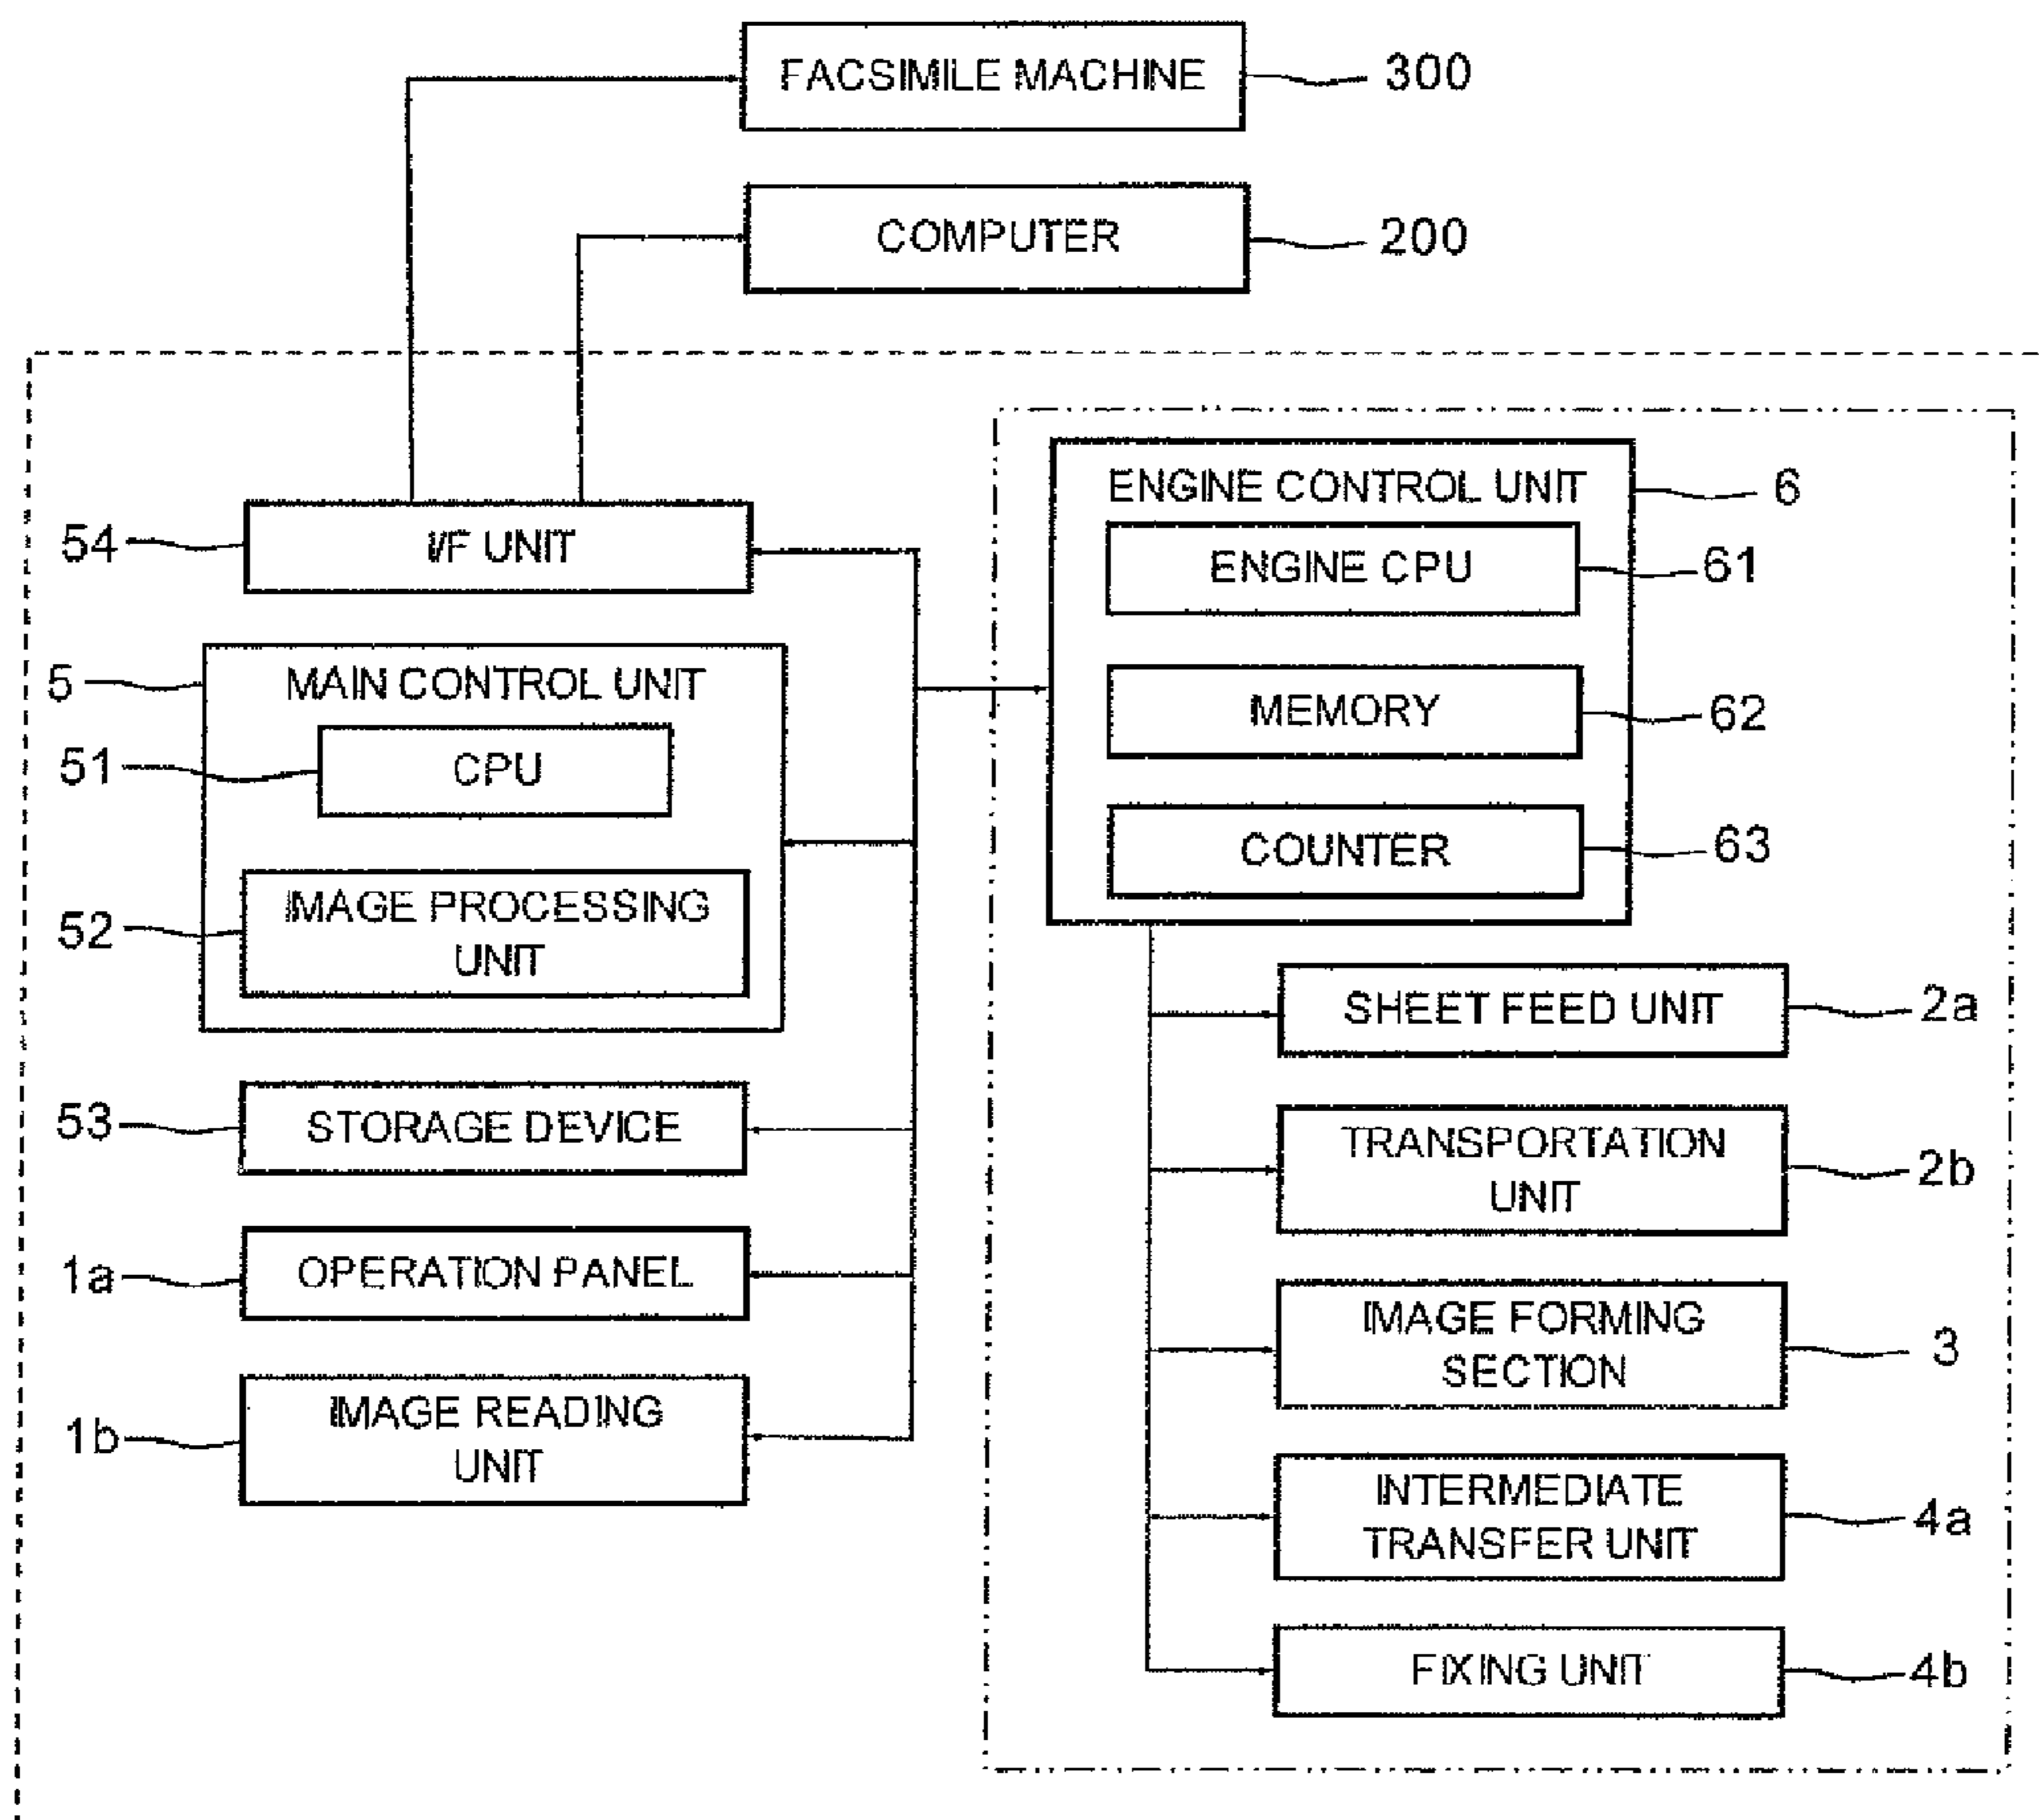 FACSIMILE MACHINE 300
COMPUTER 200
54 I/F UNIT
5 MAIN CONTROL UNIT
51 CPU
52 IMAGE PROCESSING
UNIT
53 STORAGE DEVICE
1a OPERATION PANEL
1b IMAGE READING
UNIT
ENGINE CONTROL UNIT 6
ENGINE CPU 61
MEMORY 62
COUNTER 63
SHEET FEED UNIT 2a
TRANSPORTATION
UNIT 2b
IMAGE FORMING
SECTION 3
INTERMEDIATE
TRANSFER UNIT 4a
FIXING UNIT 4b